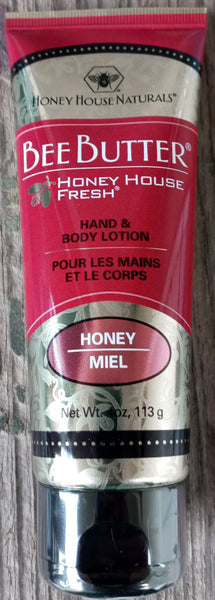 HONEY HOUSE NATURALS®
BEE BUTTER®
HONEY HOUSE
FRESH®
HAND &
BODY LOTION
POUR LES MAINS
ET LE CORPS
HONEY
MIEL
Net Wt. 4oz, 113 g